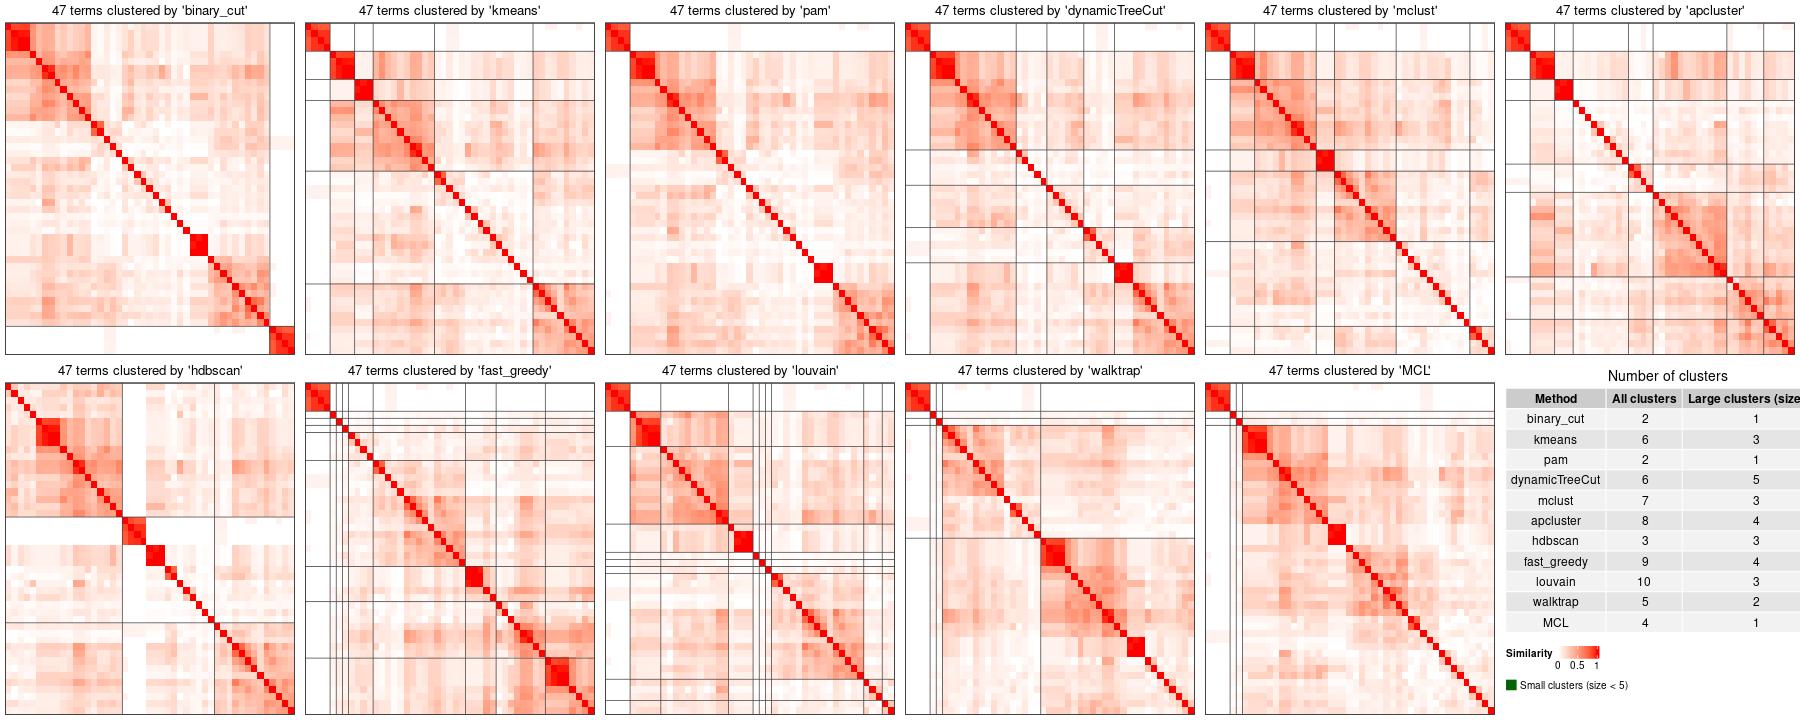 47 terms clustered by 'binary_cut'
47 terms clustered by 'kmeans'
47 terms clustered by 'pam'
47 terms clustered by 'dynamicTreeCut'
47 terms clustered by 'mclust'
47 terms clustered by 'apcluster'
47 terms clustered by 'hdbscan'
47 terms clustered by 'fast_greedy'
47 terms clustered by 'louvain'
47 terms clustered by 'walktrap'
47 terms clustered by 'MCL'
Number of clusters
Method All clusters Large clusters (size
binary_cut 2 1
kmeans 6 3
pam 2 1
dynamicTreeCut 6 5
mclust 7 3
apcluster 8 4
hdbscan 3 3
fast_greedy 9 4
louvain 10 3
walktrap 5 2
MCL 4 1
Similarity
0 0.5 1
Small clusters (size < 5)